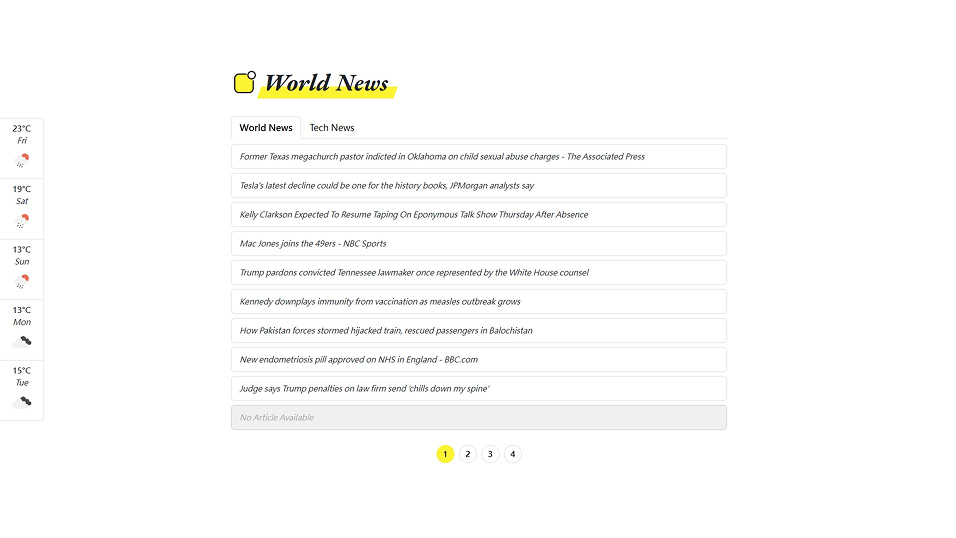 World News
World News
Tech News
Former Texas megachurch pastor indicted in Oklahoma on child sexual abuse charges - The Associated Press
Tesla's latest decline could be one for the history books, JPMorgan analysts say
Kelly Clarkson Expected To Resume Taping On Eponymous Talk Show Thursday After Absence
Mac Jones joins the 49ers - NBC Sports
Trump pardons convicted Tennessee lawmaker once represented by the White House counsel
Kennedy downplays immunity from vaccination as measles outbreak grows
How Pakistan forces stormed hijacked train, rescued passengers in Balochistan
New endometriosis pill approved on NHS in England - BBC.com
Judge says Trump penalties on law firm send 'chills down my spine'
No Article Available
1 2 3 4
23°C
Fri
19°C
Sat
13°C
Sun
13°C
Mon
15°C
Tue